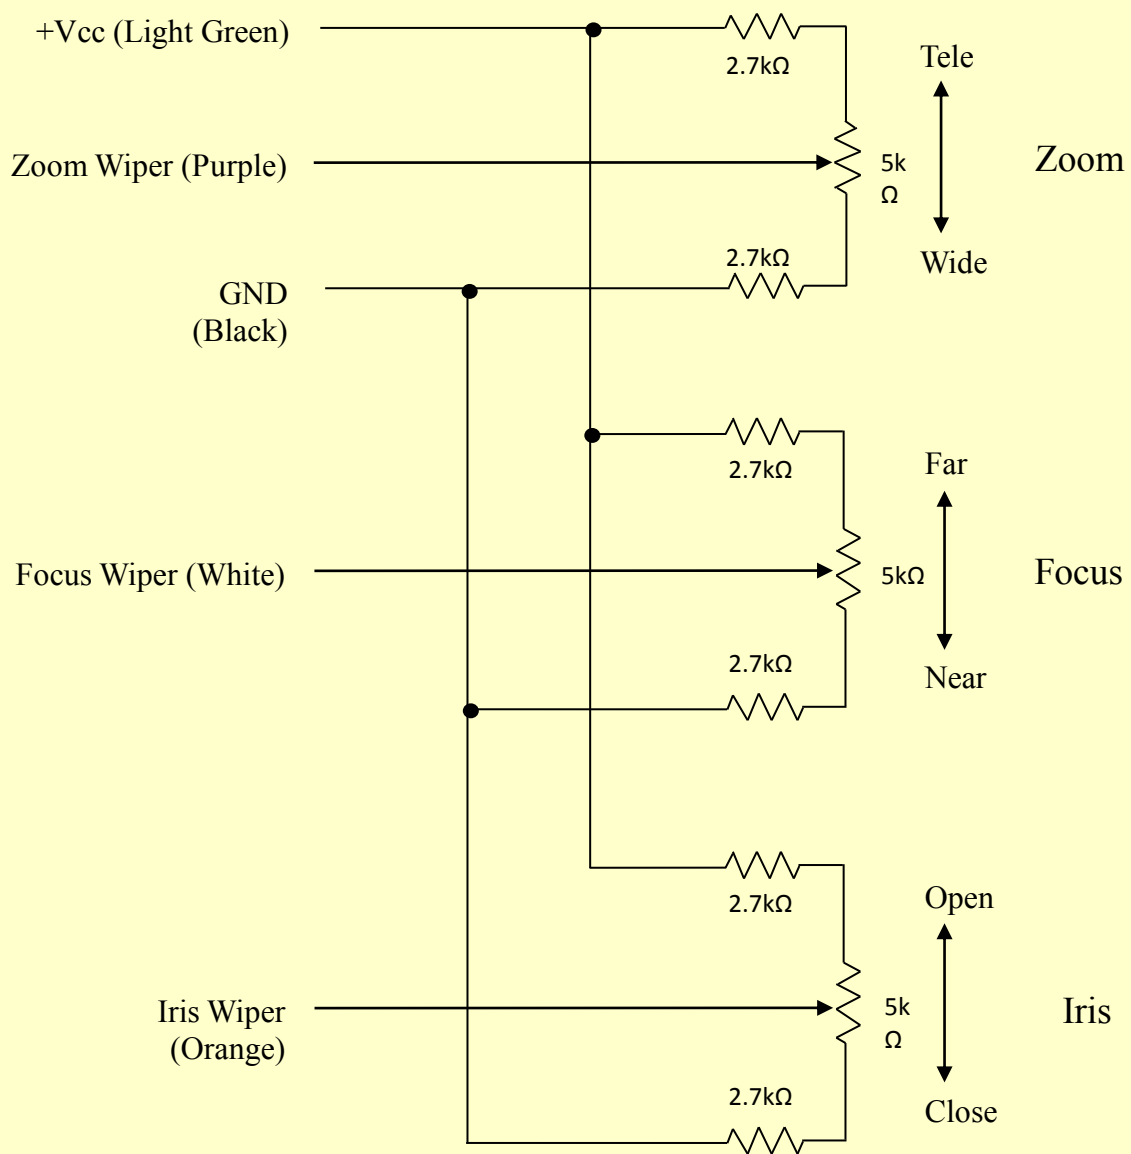 +Vcc (Light Green)
2.7kΩ
Tele
Zoom Wiper (Purple)
5k
Ω
Zoom
2.7kΩ
Wide
GND
(Black)
2.7kΩ
Far
Focus Wiper (White)
5kΩ
Focus
2.7kΩ
Near
2.7kΩ
Open
Iris Wiper
(Orange)
5k
Ω
Iris
2.7kΩ
Close